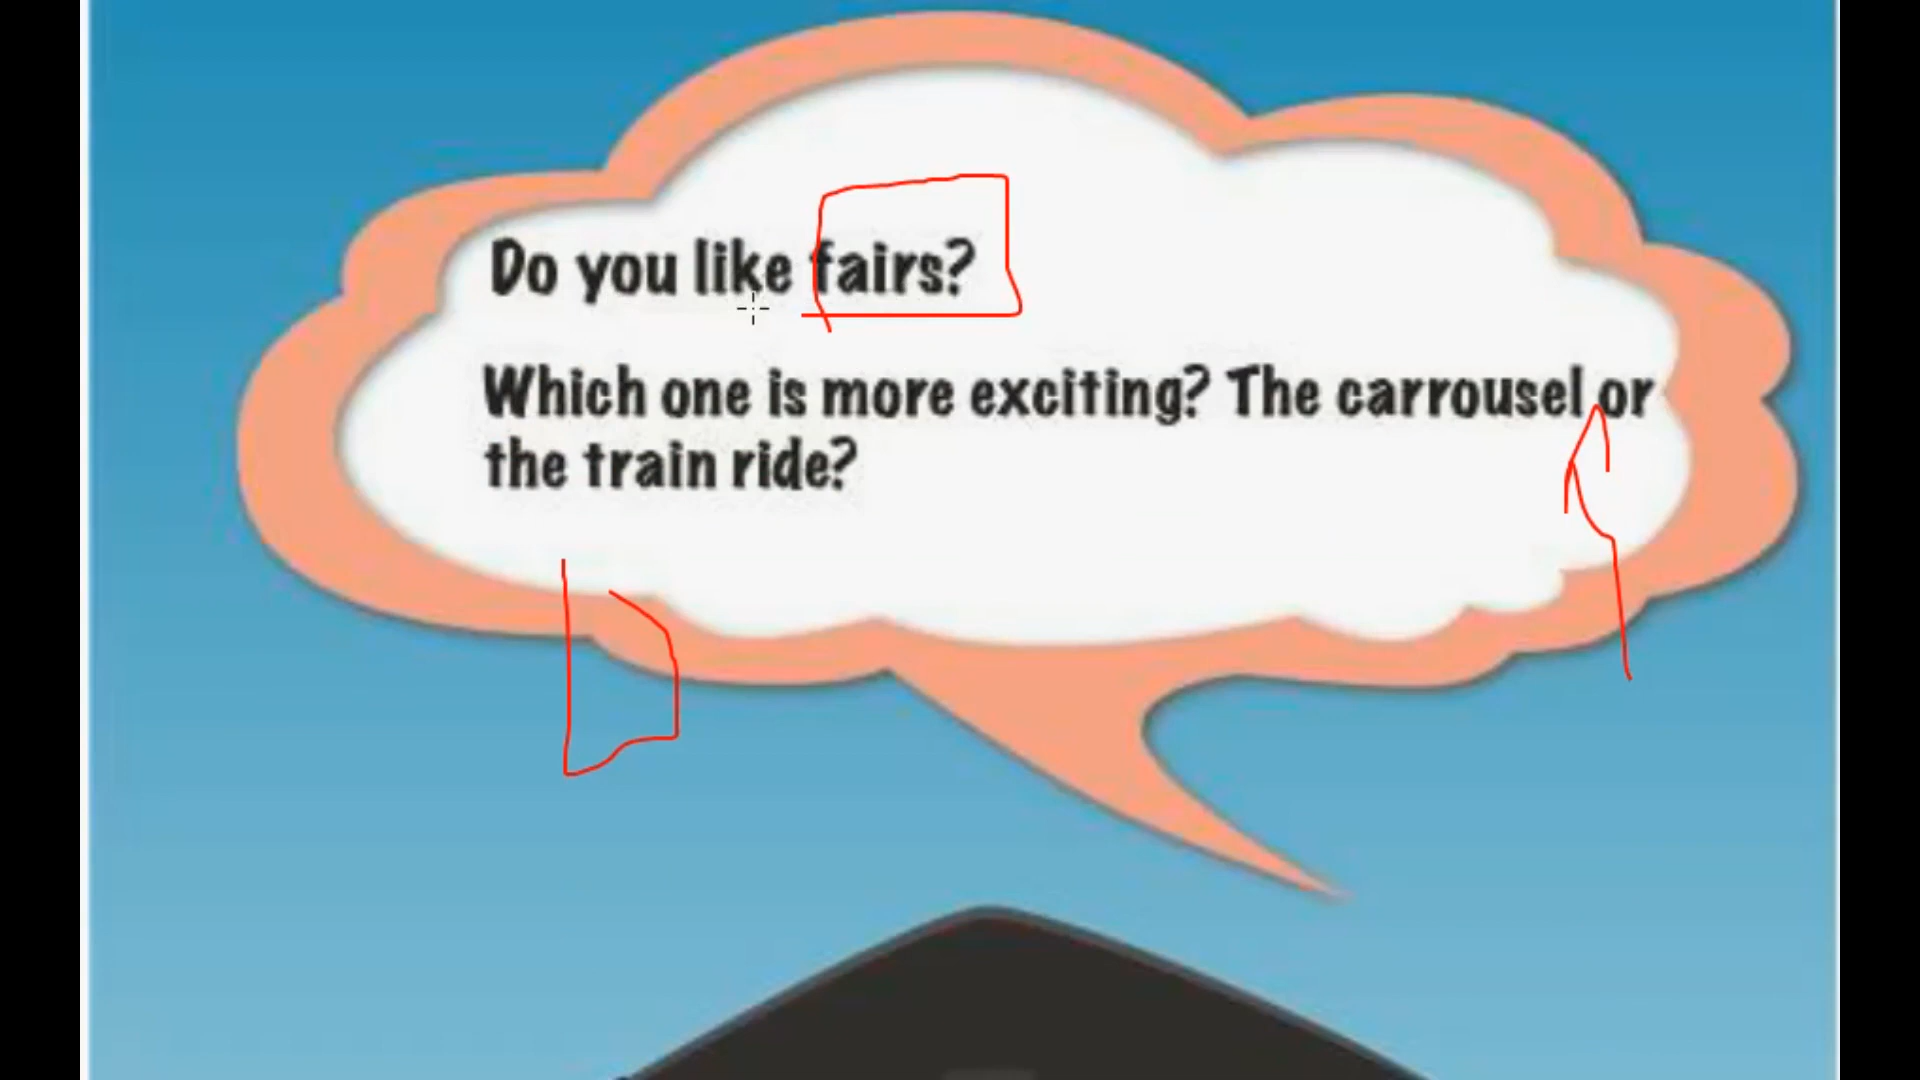 Do you like fairs?
Which one is more exciting? The carrousel or
the train ride?